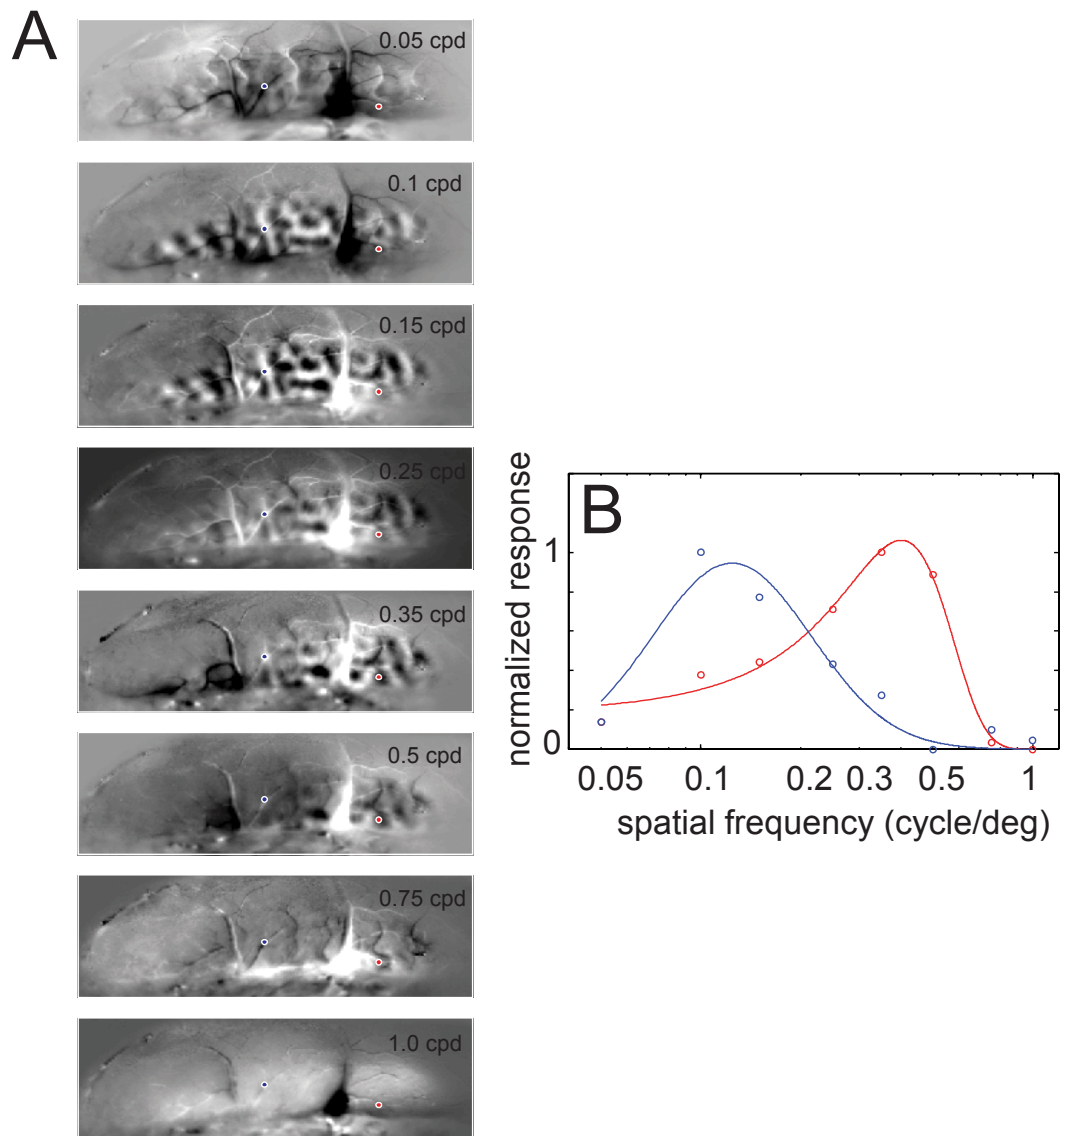 A
0.05 cpd
0.1 cpd
0.15 cpd
0.25 cpd
0.35 cpd
0.5 cpd
0.75 cpd
1.0 cpd
B
normalized response
1
0
0.05 0.1 0.2 0.3 0.5 1
spatial frequency (cycle/deg)